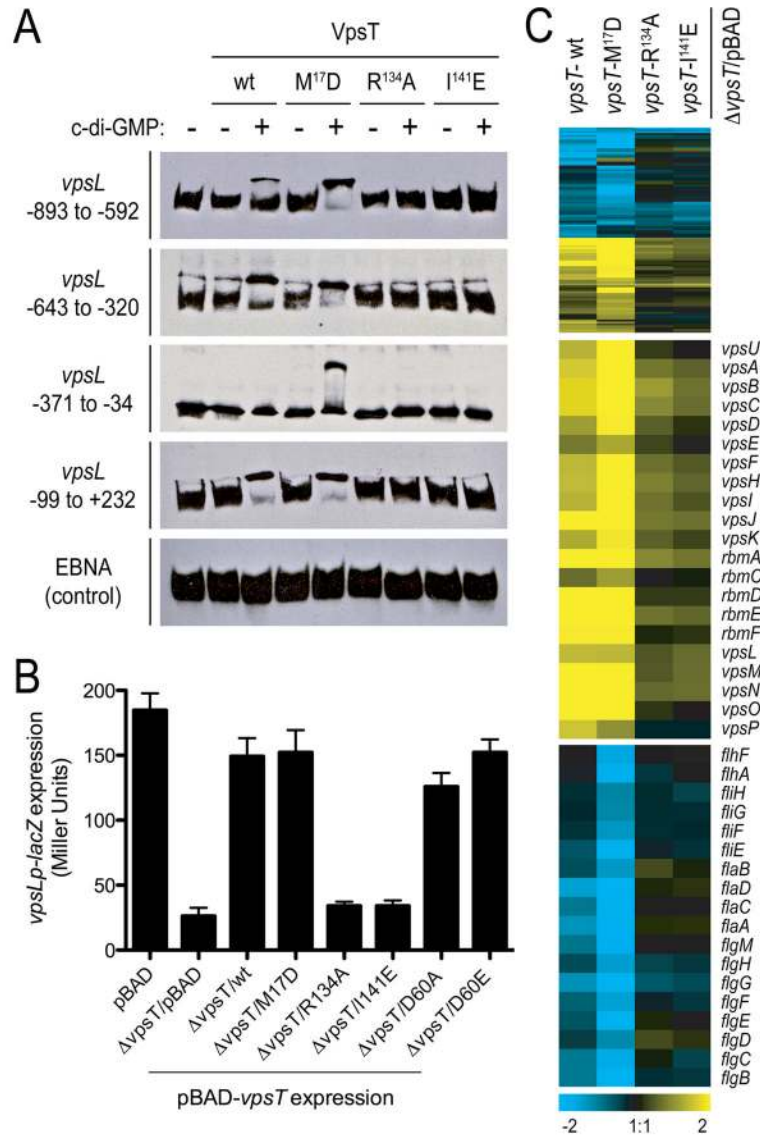 A
VpsT
wt M¹⁷D R¹³⁴A I¹⁴¹E
c-di-GMP: - - + - + - + - +
vpsL
-893 to -592
vpsL
-643 to -320
vpsL
-371 to -34
vpsL
-99 to +232
EBNA
(control)
B
vpsLp-lacZ expression
(Miller Units)
200
150
100
50
0
pBAD
ΔvpsT/pBAD
ΔvpsT/wt
ΔvpsT/M17D
ΔvpsT/R134A
ΔvpsT/I141E
ΔvpsT/D60A
ΔvpsT/D60E
pBAD-vpsT expression
C
vpsT- wt
vpsT-M¹⁷D
vpsT-R¹³⁴A
vpsT-I¹⁴¹E
ΔvpsT/pBAD
vpsU
vpsA
vpsB
vpsC
vpsD
vpsE
vpsF
vpsH
vpsI
vpsJ
vpsK
rbmA
rbmC
rbmD
rbmE
rbmF
vpsL
vpsM
vpsN
vpsO
vpsP
flhF
flhA
fliH
fliG
fliF
fliE
flaB
flaD
flaC
flaA
flgM
flgH
flgG
flgF
flgE
flgD
flgC
flgB
-2 1:1 2